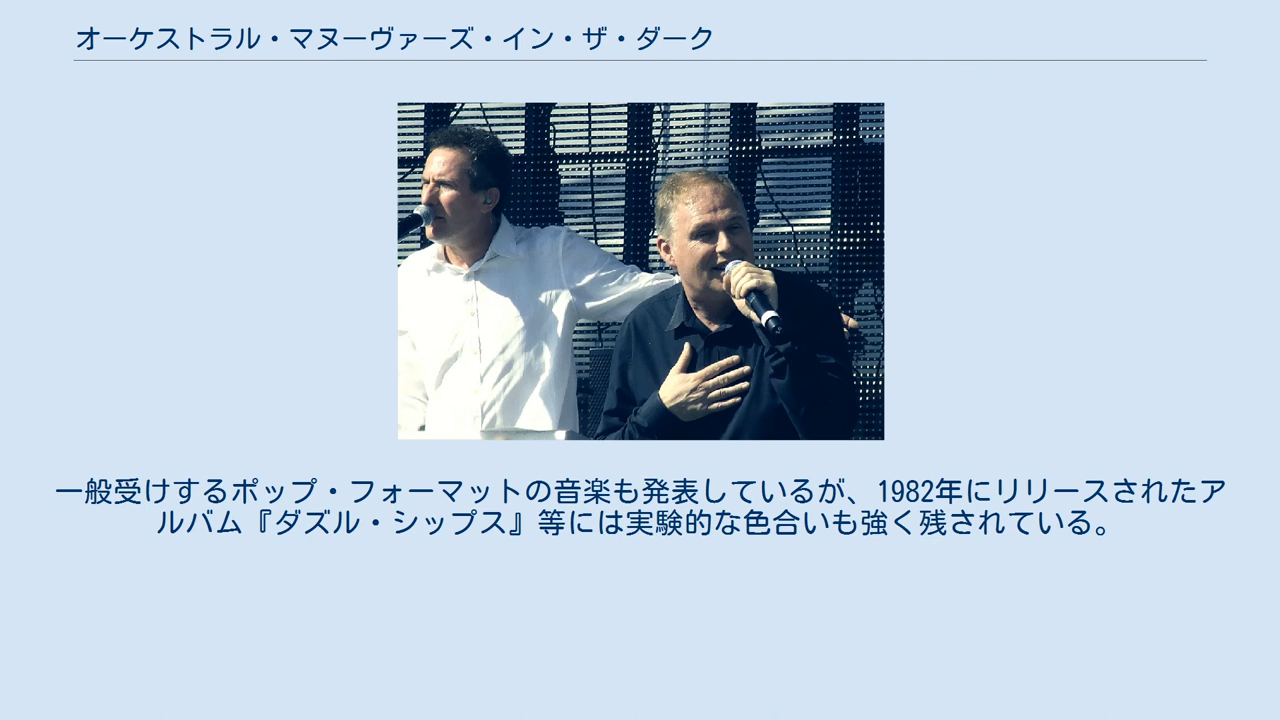 オーケストラル・マヌーヴァーズ・イン・ザ・ダーク
一般受けするポップ・フォーマットの音楽も発表しているが、1982年にリリースされたア
ルバム『ダズル・シップス』等には実験的な色合いも強く残されている。